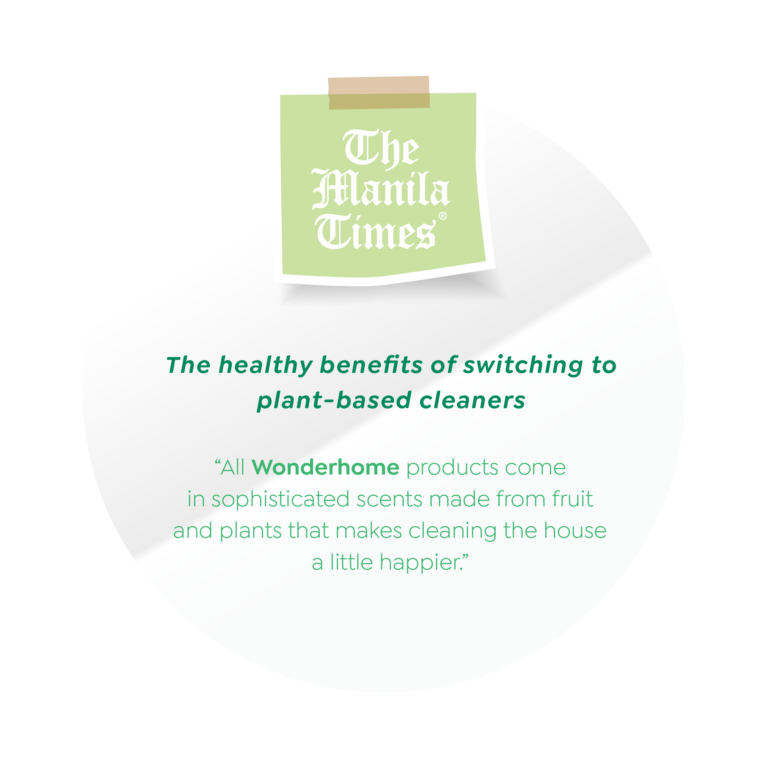 The
Manila
Times®
The healthy benefits of switching to
plant-based cleaners
“All Wonderhome products come
in sophisticated scents made from fruit
and plants that makes cleaning the house
a little happier.”